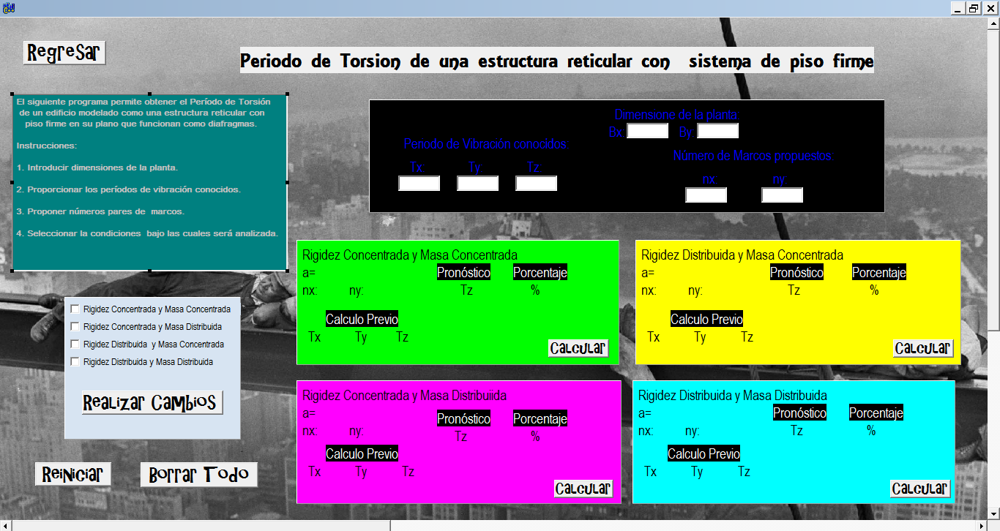 Regresar
Periodo de Torsion de una estructura reticular con sistema de piso firme
El siguiente programa permite obtener el Período de Torsión
de un edificio modelado como una estructura reticular con
piso firme en su plano que funcionan como diafragmas.
Instrucciones:
1. Introducir dimensiones de la planta.
2. Proporcionar los períodos de vibración conocidos.
3. Proponer números pares de marcos.
4. Seleccionar la condiciones bajo las cuales será analizada.
Dimensione de la planta:
Bx: By:
Periodo de Vibración conocidos:
Tx: Ty: Tz:
Número de Marcos propuestos:
nx: ny:
Rigidez Concentrada y Masa Concentrada
Rigidez Concentrada y Masa Distribuida
Rigidez Distribuida y Masa Concentrada
Rigidez Distribuida y Masa Distribuida
Realizar Cambios
Reiniciar
Borrar Todo
Rigidez Concentrada y Masa Concentrada
a= Pronóstico Porcentaje
nx: ny: Tz %
Calculo Previo
Tx Ty Tz
Calcular
Rigidez Distribuida y Masa Concentrada
a= Pronóstico Porcentaje
nx: ny: Tz %
Calculo Previo
Tx Ty Tz
Calcular
Rigidez Concentrada y Masa Distribuiida
a= Pronóstico Porcentaje
nx: ny: Tz %
Calculo Previo
Tx Ty Tz
Calcular
Rigidez Distribuida y Masa Distribuida
a= Pronóstico Porcentaje
nx: ny: Tz %
Calculo Previo
Tx Ty Tz
Calcular